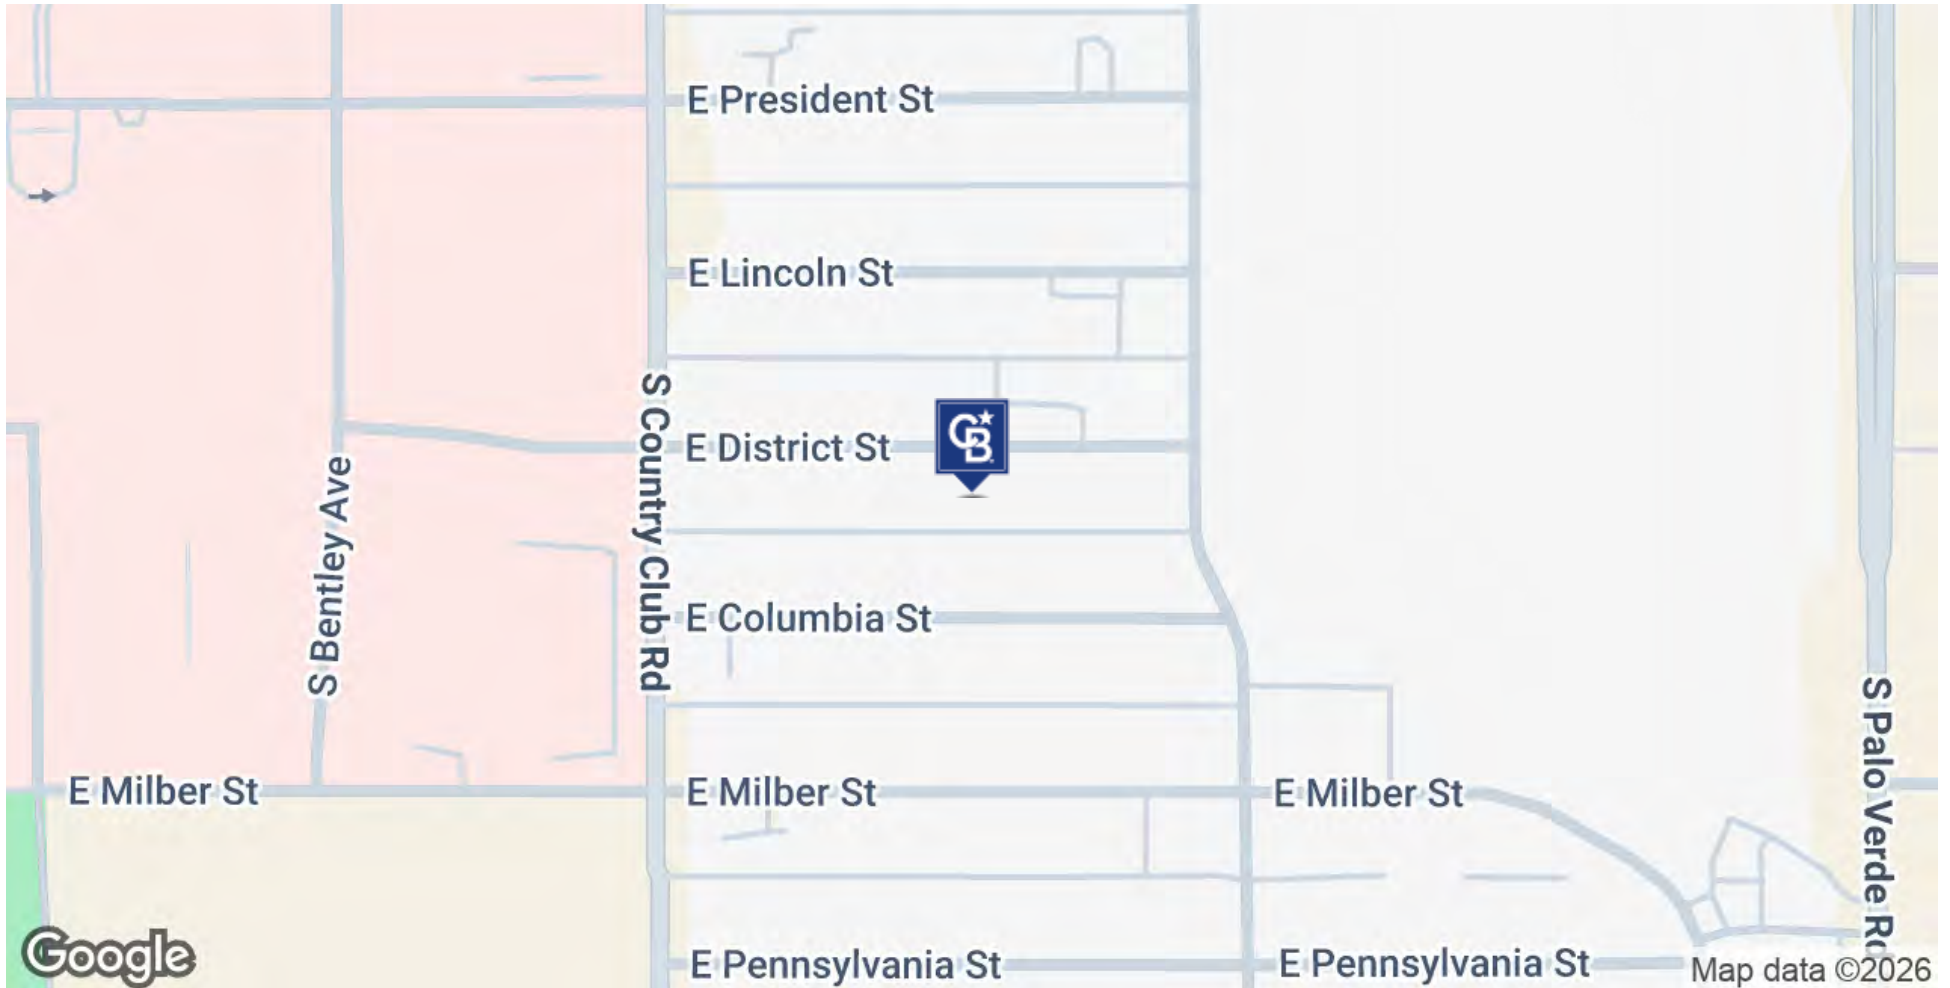 E President St
E Lincoln St
E District St
CB
S Country Club Rd
S Bentley Ave
E Columbia St
E Milber St
E Milber St
E Milber St
S Palo Verde Rd
E Pennsylvania St
E Pennsylvania St
Google
Map data ©2026